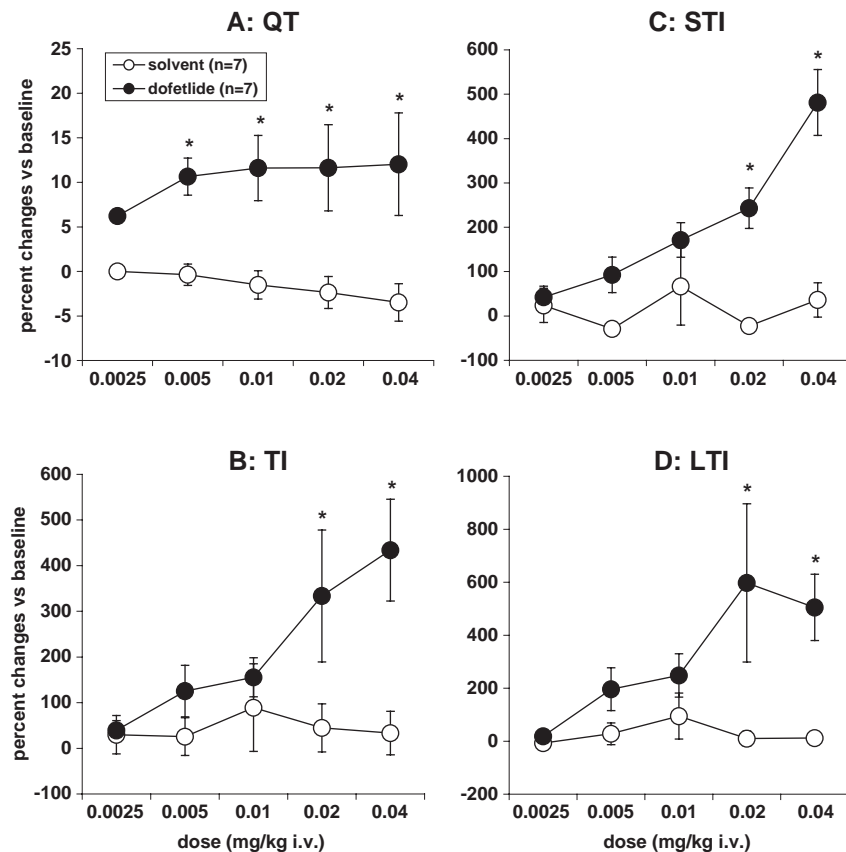 A: QT
percent changes vs baseline
25
20
15
10
5
0
-5
-10
solvent (n=7)
dofetlide (n=7)
* * * *
0.0025 0.005 0.01 0.02 0.04
C: STI
600
500
400
300
200
100
0
-100
* *
0.0025 0.005 0.01 0.02 0.04
B: TI
percent changes vs baseline
600
500
400
300
200
100
0
-100
* *
0.0025 0.005 0.01 0.02 0.04
dose (mg/kg i.v.)
D: LTI
1000
800
600
400
200
0
-200
* *
0.0025 0.005 0.01 0.02 0.04
dose (mg/kg i.v.)